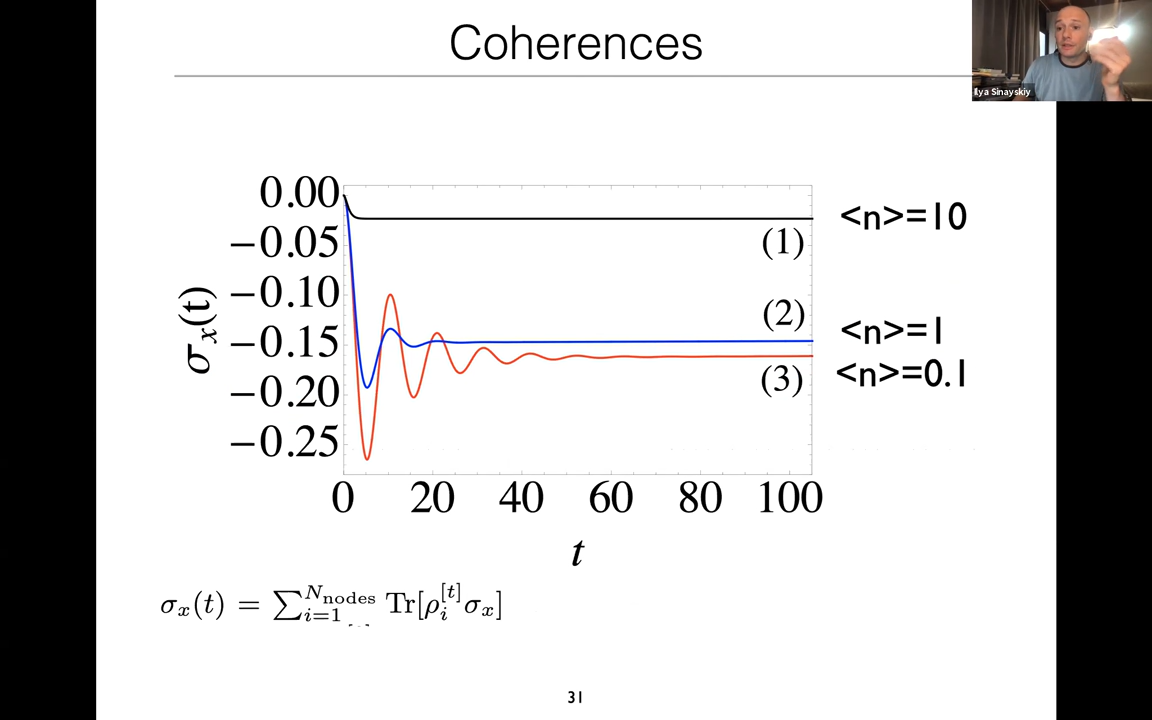 Coherences
Ilya Sinayskiy
0.00
−0.05
−0.10
−0.15
−0.20
−0.25
σx(t)
(1)
(2)
(3)
<n>=10
<n>=1
<n>=0.1
0 20 40 60 80 100
t
σx(t) = ∑_{i=1}^{N_nodes} Tr[ρ_i^{[t]} σx]
31